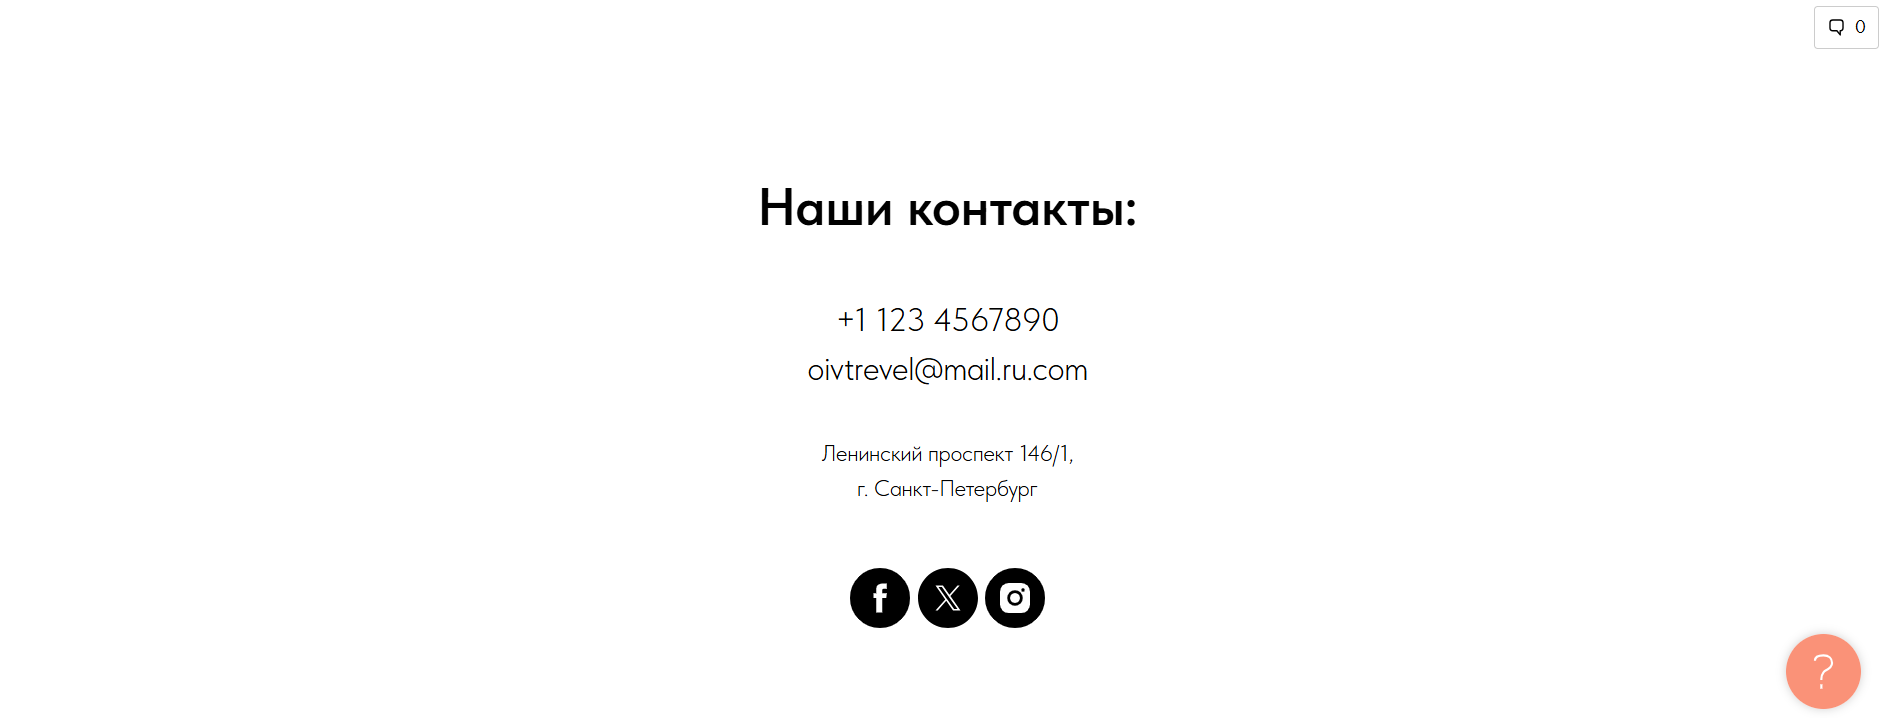 0
Наши контакты:
+1 123 4567890
oivtrevel@mail.ru.com
Ленинский проспект 146/1,
г. Санкт-Петербург
?